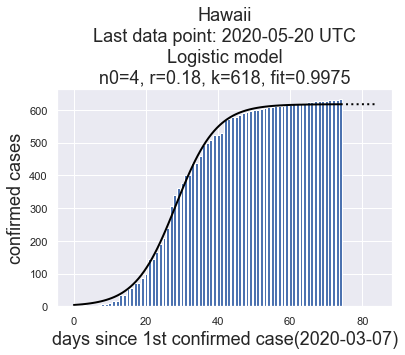 Hawaii
Last data point: 2020-05-20 UTC
Logistic model
n0=4, r=0.18, k=618, fit=0.9975
600
500
400
300
200
100
0
confirmed cases
0 20 40 60 80
days since 1st confirmed case(2020-03-07)